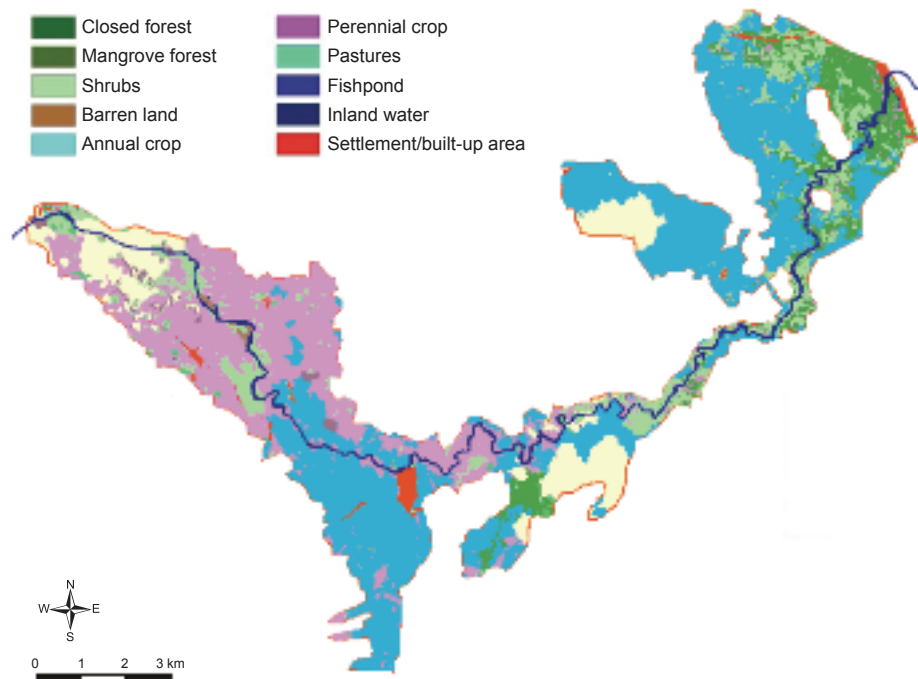 Closed forest
Mangrove forest
Shrubs
Barren land
Annual crop
Perennial crop
Pastures
Fishpond
Inland water
Settlement/built-up area
N
W E
S
0 1 2 3 km